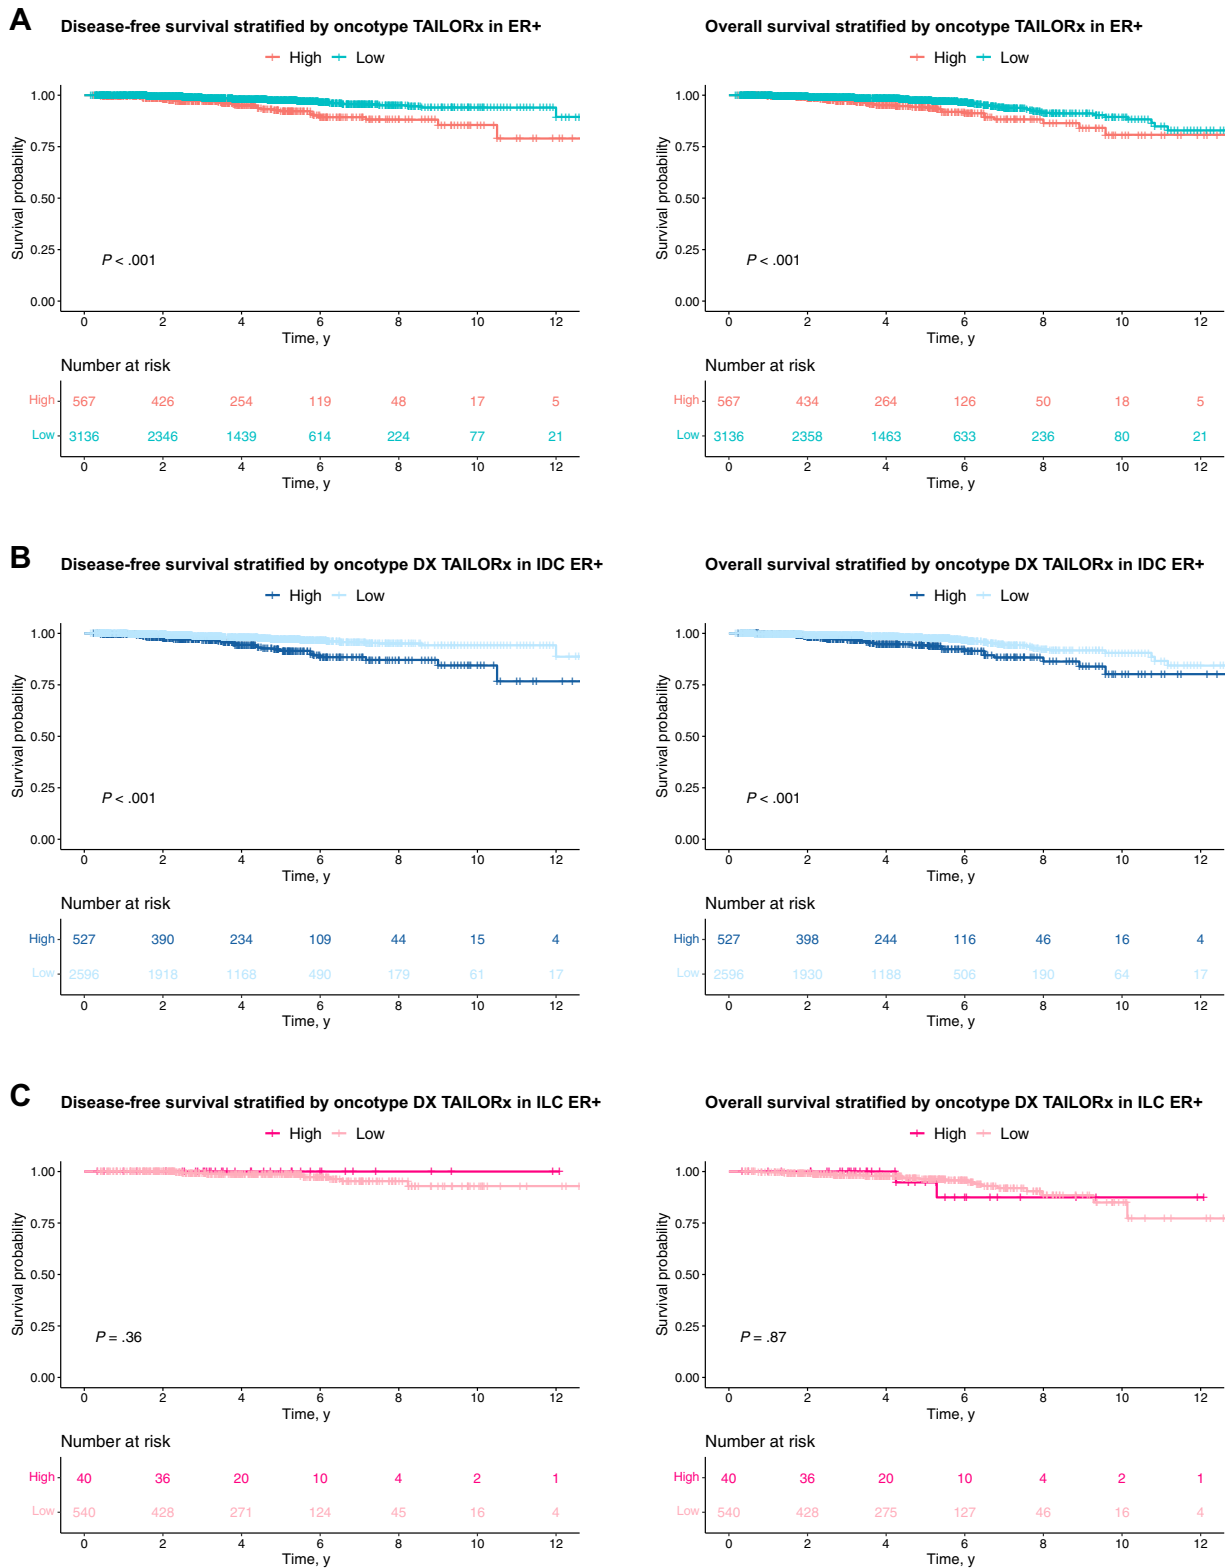 A
Disease-free survival stratified by oncotype TAILORx in ER+
High Low
1.00
0.75
0.50
0.25
0.00
Survival probability
P < .001
0 2 4 6 8 10 12
Time, y
Number at risk
High 567 426 254 119 48 17 5
Low 3136 2346 1439 614 224 77 21
0 2 4 6 8 10 12
Time, y
Overall survival stratified by oncotype TAILORx in ER+
High Low
1.00
0.75
0.50
0.25
0.00
Survival probability
P < .001
0 2 4 6 8 10 12
Time, y
Number at risk
High 567 434 264 126 50 18 5
Low 3136 2358 1463 633 236 80 21
0 2 4 6 8 10 12
Time, y
B
Disease-free survival stratified by oncotype DX TAILORx in IDC ER+
High Low
1.00
0.75
0.50
0.25
0.00
Survival probability
P < .001
0 2 4 6 8 10 12
Time, y
Number at risk
High 527 390 234 109 44 15 4
Low 2596 1918 1168 490 179 61 17
0 2 4 6 8 10 12
Time, y
Overall survival stratified by oncotype DX TAILORx in IDC ER+
High Low
1.00
0.75
0.50
0.25
0.00
Survival probability
P < .001
0 2 4 6 8 10 12
Time, y
Number at risk
High 527 398 244 116 46 16 4
Low 2596 1930 1188 506 190 64 17
0 2 4 6 8 10 12
Time, y
C
Disease-free survival stratified by oncotype DX TAILORx in ILC ER+
High Low
1.00
0.75
0.50
0.25
0.00
Survival probability
P = .36
0 2 4 6 8 10 12
Time, y
Number at risk
High 40 36 20 10 4 2 1
Low 540 428 271 124 45 16 4
0 2 4 6 8 10 12
Time, y
Overall survival stratified by oncotype DX TAILORx in ILC ER+
High Low
1.00
0.75
0.50
0.25
0.00
Survival probability
P = .87
0 2 4 6 8 10 12
Time, y
Number at risk
High 40 36 20 10 4 2 1
Low 540 428 275 127 46 16 4
0 2 4 6 8 10 12
Time, y